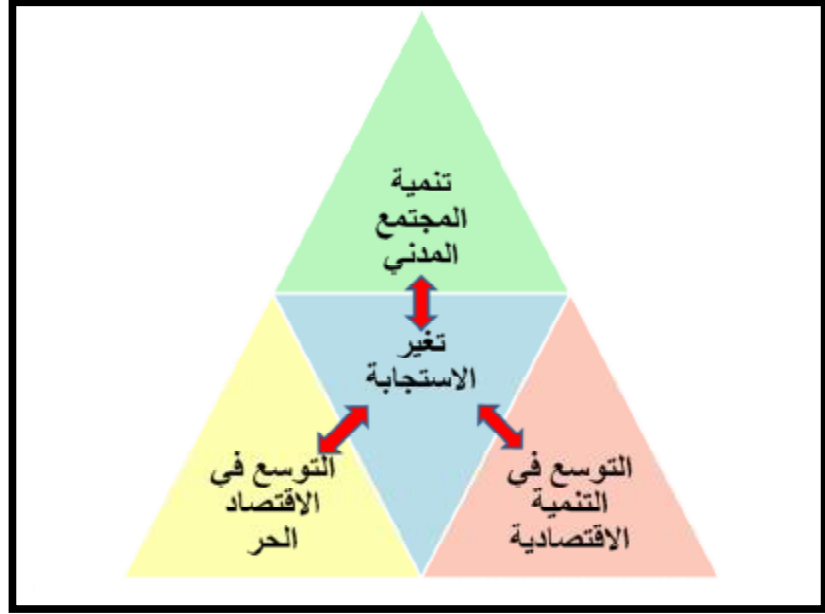 تنمية
المجتمع
المدني
تغير
الاستجابة
التوسع في
التنمية
الاقتصادية
التوسع في
الاقتصاد
الحر